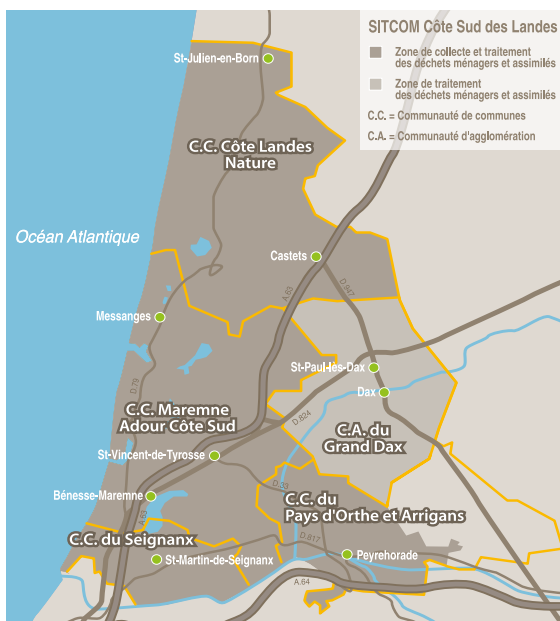 SITCOM Côte Sud des Landes
Zone de collecte et traitement
des déchets ménagers et assimilés
Zone de traitement
des déchets ménagers et assimilés
C.C. = Communauté de communes
C.A. = Communauté d'agglomération
St-Julien-en-Born
C.C. Côte Landes
Nature
Océan Atlantique
Castets
D.947
A.63
Messanges
St-Paul-lès-Dax
D.79
Dax
C.C. Maremne
Adour Côte Sud
D.824
C.A. du
Grand Dax
St-Vincent-de-Tyrosse
D.33
Bénesse-Maremne
C.C. du
Pays d'Orthe et Arrigans
A.63
C.C. du Seignanx
D.817
St-Martin-de-Seignanx
Peyrehorade
A.64